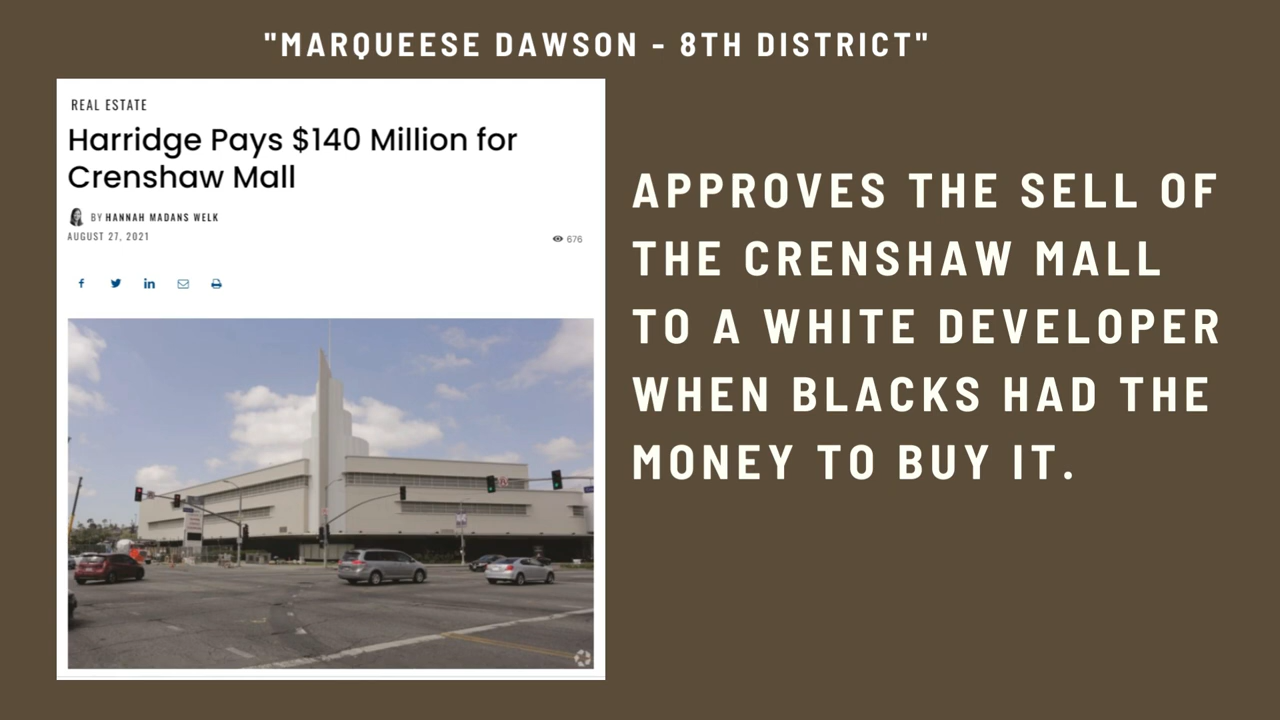 "MARQUEESE DAWSON - 8TH DISTRICT"
REAL ESTATE
Harridge Pays $140 Million for
Crenshaw Mall
BY HANNAH MADANS WELK
AUGUST 27, 2021
676
APPROVES THE SELL OF
THE CRENSHAW MALL
TO A WHITE DEVELOPER
WHEN BLACKS HAD THE
MONEY TO BUY IT.